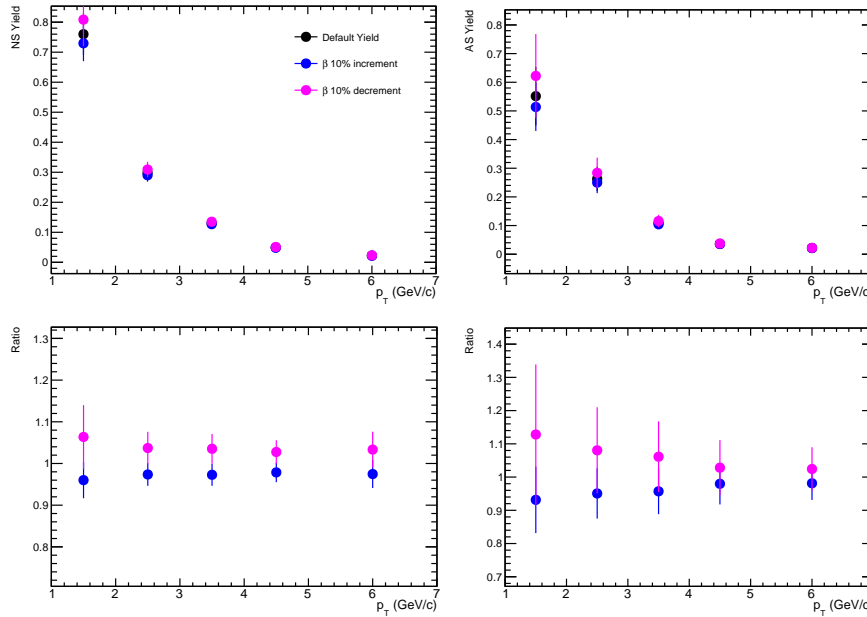 NS Yield
0.8
0.7
0.6
0.5
0.4
0.3
0.2
0.1
0
Default Yield
β 10% increment
β 10% decrement
1 2 3 4 5 6 7
p_T (GeV/c)
AS Yield
0.8
0.7
0.6
0.5
0.4
0.3
0.2
0.1
0
1 2 3 4 5 6
p_T (GeV/c
Ratio
1.3
1.2
1.1
1
0.9
0.8
1 2 3 4 5 6 7
p_T (GeV/c)
Ratio
1.4
1.3
1.2
1.1
1
0.9
0.8
0.7
1 2 3 4 5 6
p_T (GeV/c